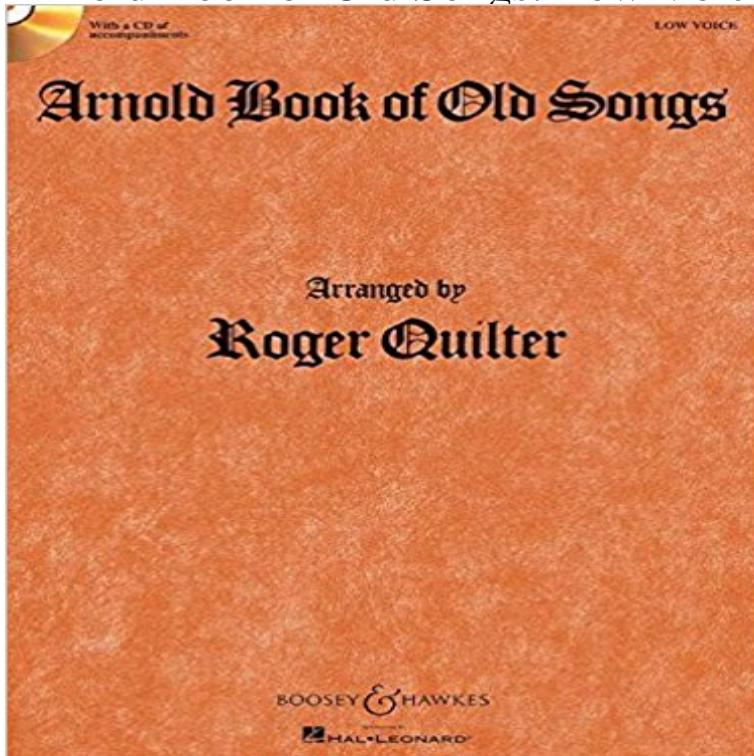 With a CD of
accompaniments
LOW VOICE
Arnold Book of Old Songs
Arranged by
Roger Quilter
BOOSEY & HAWKES
HAL•LEONARD®